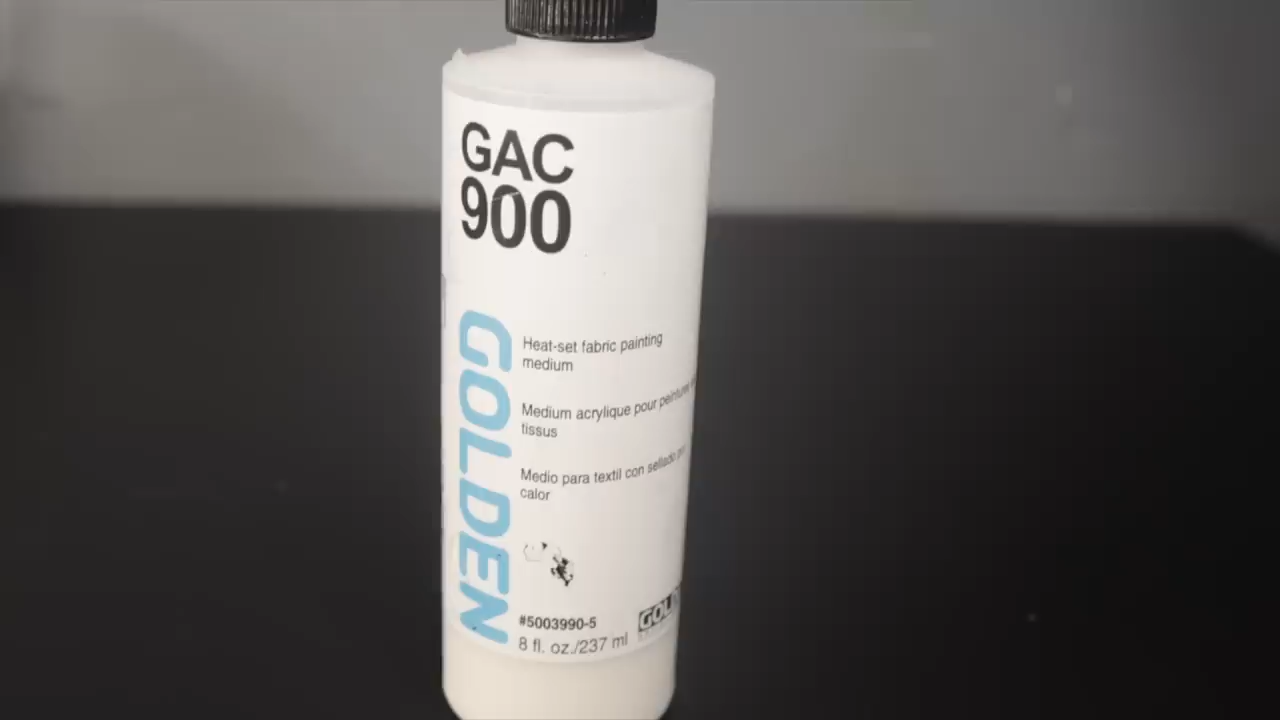 GAC
900
GOLDEN
Heat-set fabric painting
medium
Medium acrylique pour peintures
tissus
Medio para textil con sellado por
calor
#5003990-5
8 fl. oz./237 ml